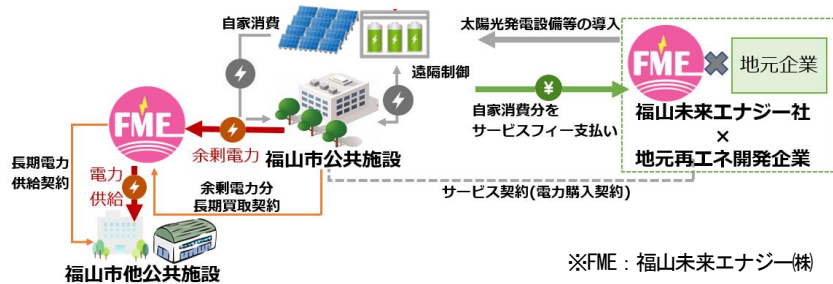 自家消費
太陽光発電設備等の導入
遠隔制御
FME
地元企業
自家消費分を
サービスフィー支払い
福山未来エナジー社
×
地元再エネ開発企業
FME
余剰電力
福山市公共施設
長期電力
供給契約
電力
供給
余剰電力分
長期買取契約
サービス契約(電力購入契約)
福山市他公共施設
※FME：福山未来エナジー㈱